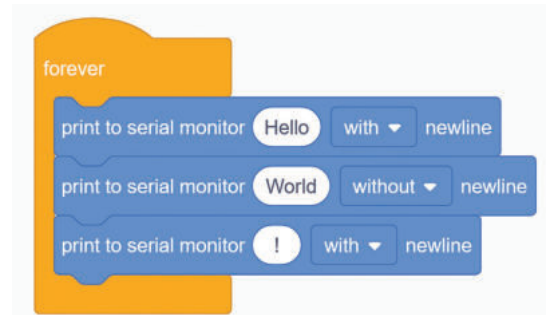 forever
print to serial monitor Hello with newline
print to serial monitor World without newline
print to serial monitor ! with newline